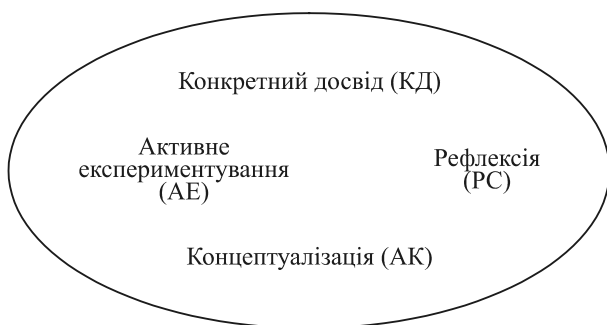 Конкретний досвід (КД)
Активне
експериментування
(АЕ)
Рефлексія
(РС)
Концептуалізація (АК)